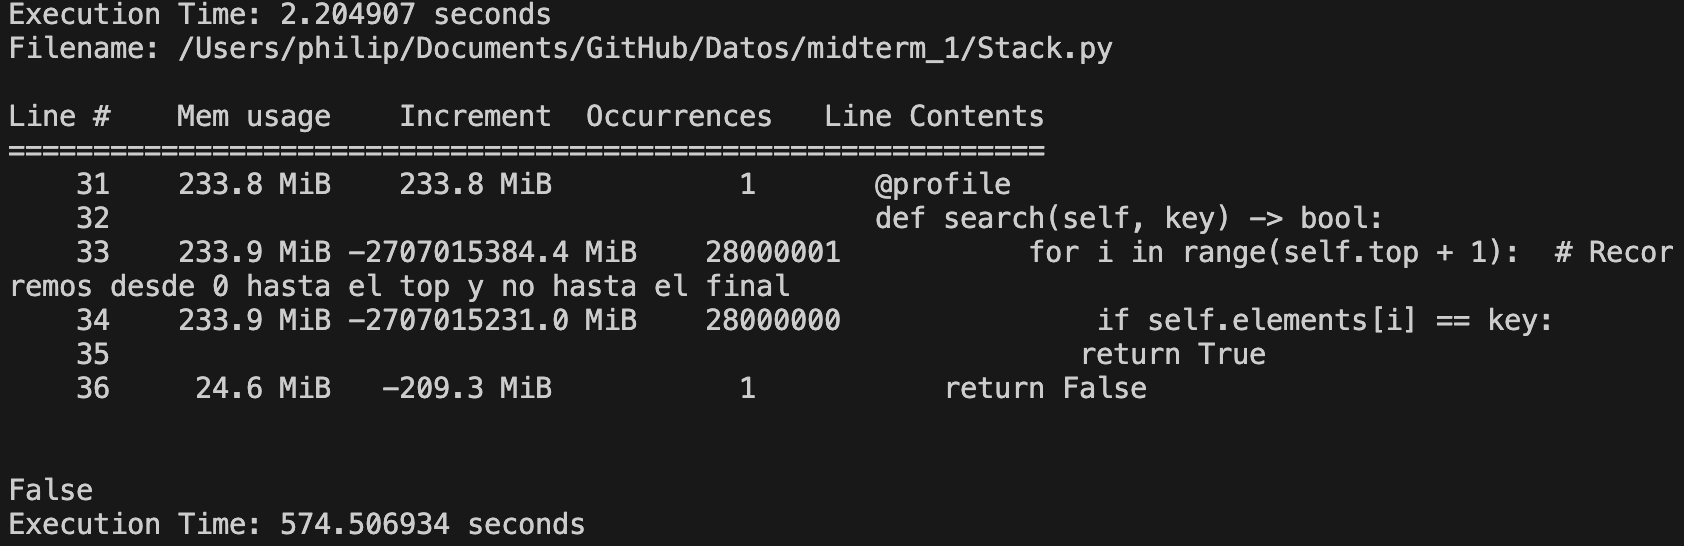 Execution Time: 2.204907 seconds
Filename: /Users/philip/Documents/GitHub/Datos/midterm_1/Stack.py
Line #    Mem usage    Increment  Occurrences   Line Contents
=============================================================
    31    233.8 MiB    233.8 MiB           1       @profile
    32                                             def search(self, key) -> bool:
    33    233.9 MiB -2707015384.4 MiB    28000001           for i in range(self.top + 1):  # Recor
remos desde 0 hasta el top y no hasta el final
    34    233.9 MiB -2707015231.0 MiB    28000000               if self.elements[i] == key:
    35                                                         return True
    36     24.6 MiB   -209.3 MiB           1           return False
False
Execution Time: 574.506934 seconds